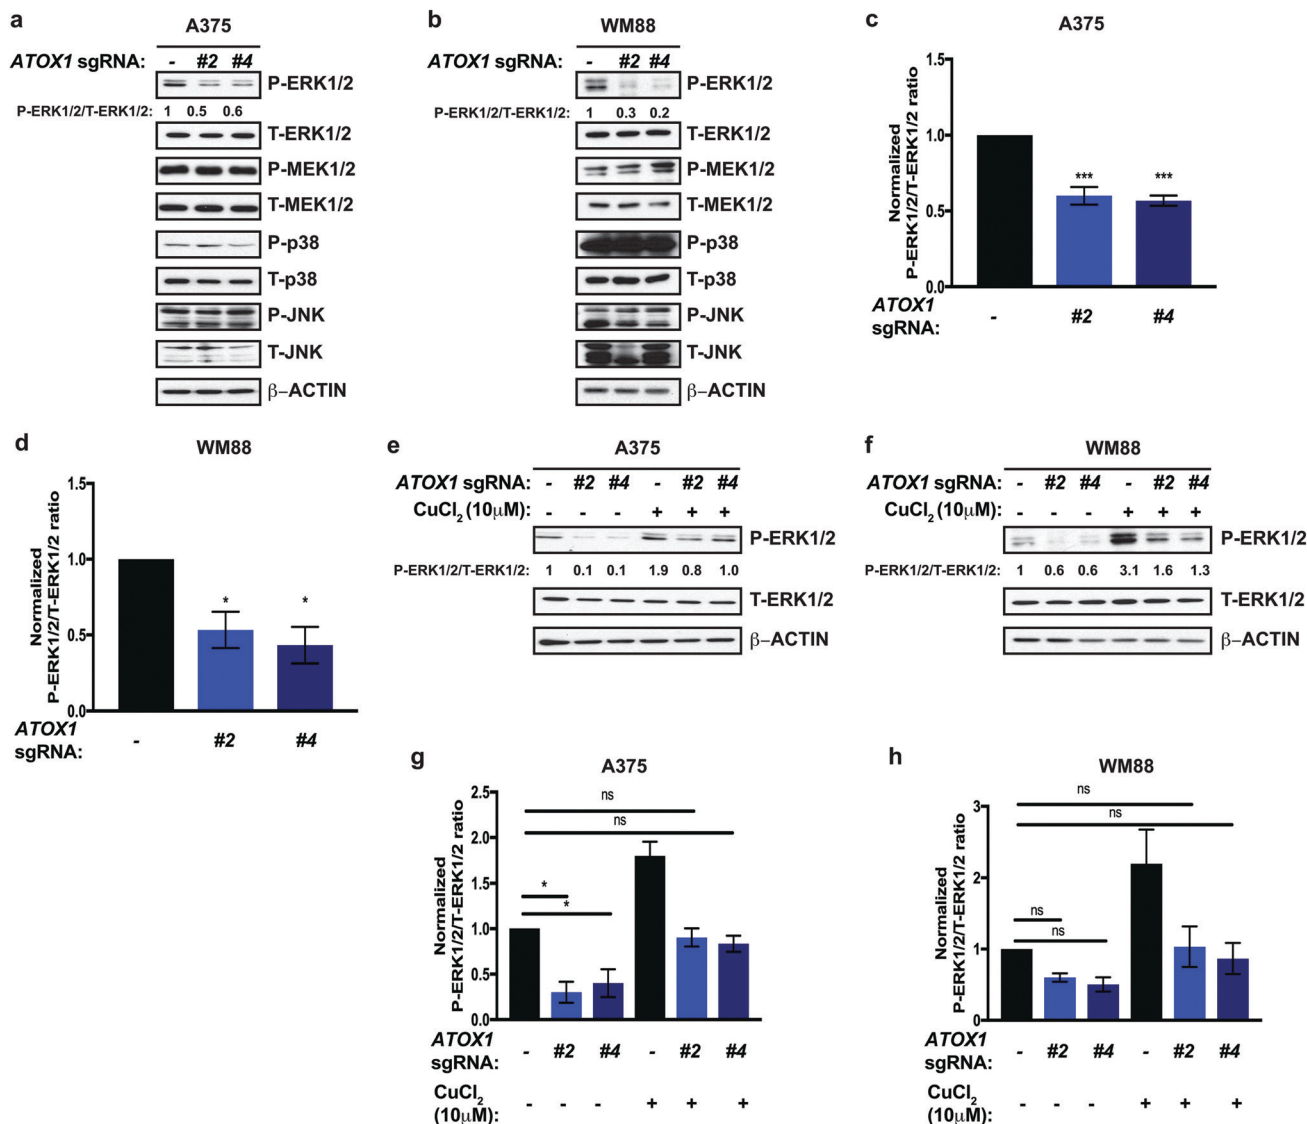 a
A375
ATOX1 sgRNA: - #2 #4
P-ERK1/2
P-ERK1/2/T-ERK1/2: 1 0.5 0.6
T-ERK1/2
P-MEK1/2
T-MEK1/2
P-p38
T-p38
P-JNK
T-JNK
β-ACTIN
b
WM88
ATOX1 sgRNA: - #2 #4
P-ERK1/2
P-ERK1/2/T-ERK1/2: 1 0.3 0.2
T-ERK1/2
P-MEK1/2
T-MEK1/2
P-p38
T-p38
P-JNK
T-JNK
β-ACTIN
c
A375
Normalized
P-ERK1/2/T-ERK1/2 ratio
1.5
1.0
0.5
0.0
*** ***
ATOX1
sgRNA: - #2 #4
d
WM88
Normalized
P-ERK1/2/T-ERK1/2 ratio
1.5
1.0
0.5
0.0
* *
ATOX1
sgRNA: - #2 #4
e
A375
ATOX1 sgRNA: - #2 #4 - #2 #4
CuCl2 (10μM): - - - + + +
P-ERK1/2
P-ERK1/2/T-ERK1/2: 1 0.1 0.1 1.9 0.8 1.0
T-ERK1/2
β-ACTIN
f
WM88
ATOX1 sgRNA: - #2 #4 - #2 #4
CuCl2 (10μM): - - - + + +
P-ERK1/2
P-ERK1/2/T-ERK1/2: 1 0.6 0.6 3.1 1.6 1.3
T-ERK1/2
β-ACTIN
g
A375
Normalized
P-ERK1/2/T-ERK1/2 ratio
2.5
2.0
1.5
1.0
0.5
0.0
ns
ns
*
*
ATOX1
sgRNA: - #2 #4 - #2 #4
CuCl2
(10μM): - - - + + +
h
WM88
Normalized
P-ERK1/2/T-ERK1/2 ratio
3
2
1
0
ns
ns
ns
ns
ATOX1
sgRNA: - #2 #4 - #2 #4
CuCl2
(10μM): - - - + + +